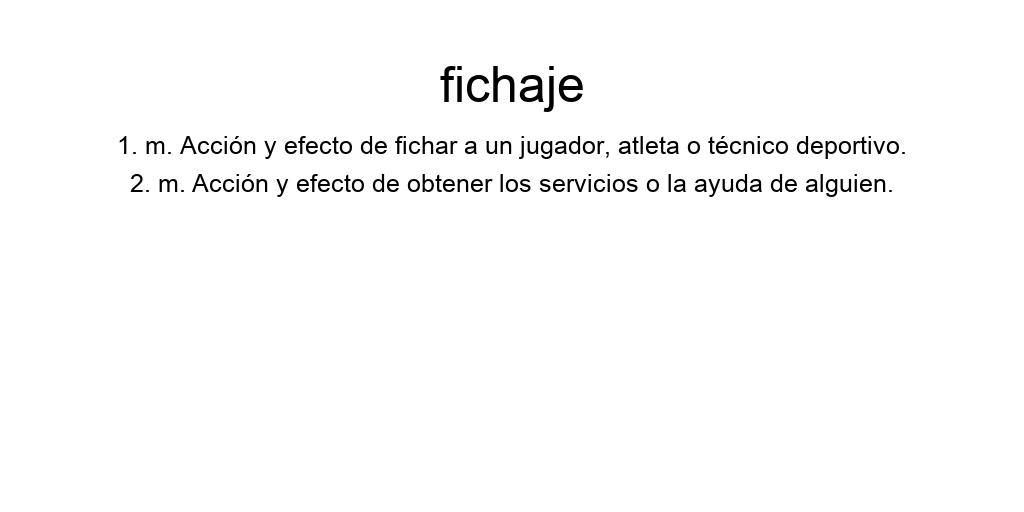 fichaje
1. m. Acción y efecto de fichar a un jugador, atleta o técnico deportivo.
2. m. Acción y efecto de obtener los servicios o la ayuda de alguien.